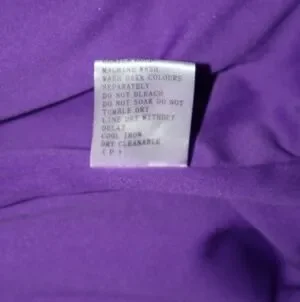 MACHINE WASH
WASH DARK COLOURS
SEPARATELY
DO NOT BLEACH
DO NOT SOAK DO NOT
TUMBLE DRY
LINE DRY WITHOUT
DELAY
COOL IRON
DRY CLEANABLE
( P )